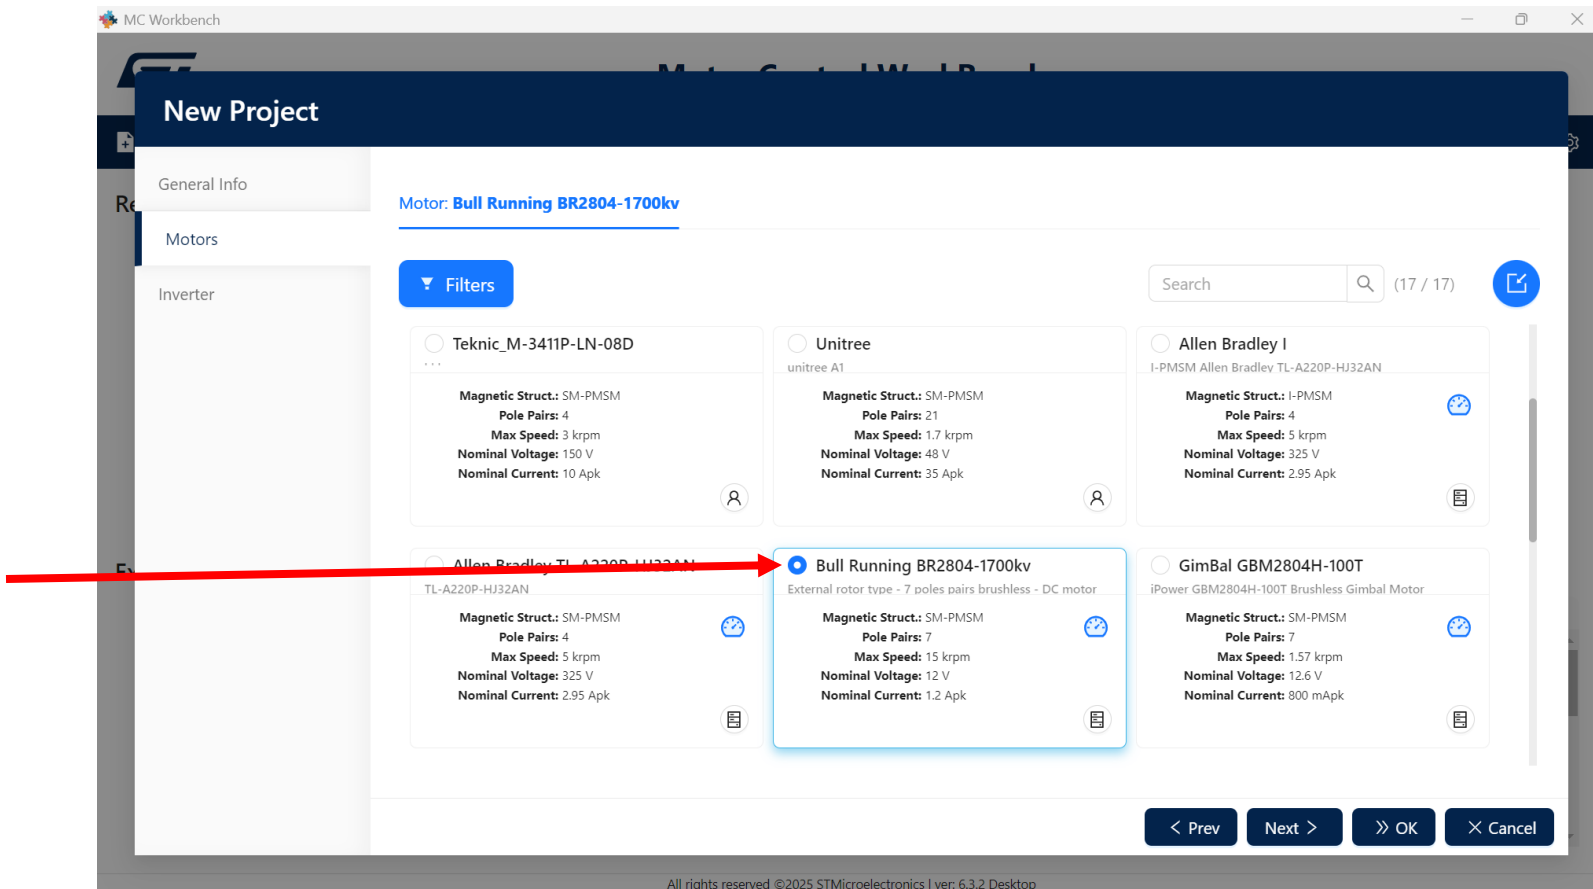 MC Workbench
New Project
General Info
Motors
Inverter
Motor: Bull Running BR2804-1700kv
Filters
Search
(17 / 17)
Teknic_M-3411P-LN-08D
...
Magnetic Struct.: SM-PMSM
Pole Pairs: 4
Max Speed: 3 krpm
Nominal Voltage: 150 V
Nominal Current: 10 Apk
Unitree
unitree A1
Magnetic Struct.: SM-PMSM
Pole Pairs: 21
Max Speed: 1.7 krpm
Nominal Voltage: 48 V
Nominal Current: 35 Apk
Allen Bradley I
I-PMSM Allen Bradley TL-A220P-HJ32AN
Magnetic Struct.: I-PMSM
Pole Pairs: 4
Max Speed: 5 krpm
Nominal Voltage: 325 V
Nominal Current: 2.95 Apk
Allen Bradley TL-A220P-HJ32AN
TL-A220P-HJ32AN
Magnetic Struct.: SM-PMSM
Pole Pairs: 4
Max Speed: 5 krpm
Nominal Voltage: 325 V
Nominal Current: 2.95 Apk
Bull Running BR2804-1700kv
External rotor type - 7 poles pairs brushless - DC motor
Magnetic Struct.: SM-PMSM
Pole Pairs: 7
Max Speed: 15 krpm
Nominal Voltage: 12 V
Nominal Current: 1.2 Apk
GimBal GBM2804H-100T
iPower GBM2804H-100T Brushless Gimbal Motor
Magnetic Struct.: SM-PMSM
Pole Pairs: 7
Max Speed: 1.57 krpm
Nominal Voltage: 12.6 V
Nominal Current: 800 mApk
Prev
Next
OK
Cancel
All rights reserved ©2025 STMicroelectronics | ver: 6.3.2 Desktop